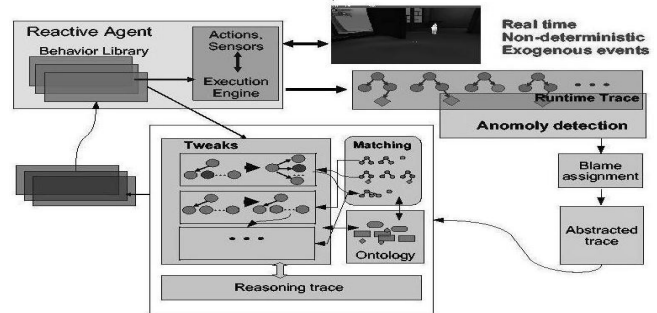 Reactive Agent
Behavior Library
Actions,
Sensors
Execution
Engine
Real time
Non-deterministic
Exogenous events
Runtime Trace
Anomoly detection
Blame
assignment
Abstracted
trace
Tweaks
Matching
Ontology
Reasoning trace